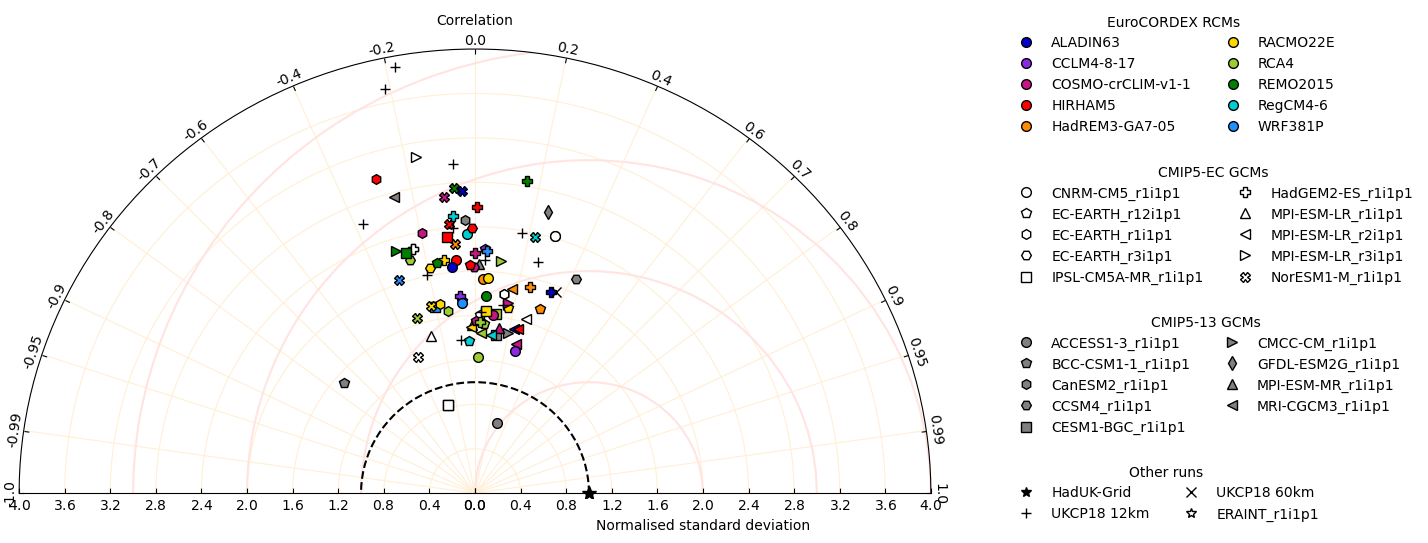 Correlation
0.0
-0.2 0.2
-0.4 0.4
-0.6 0.6
-0.7 0.7
-0.8 0.8
-0.9 0.9
-0.95 0.95
-0.99 0.99
-1.0 1.0
4.0 3.6 3.2 2.8 2.4 2.0 1.6 1.2 0.8 0.4 0.0 0.4 0.8 1.2 1.6 2.0 2.4 2.8 3.2 3.6 4.0
Normalised standard deviation
EuroCORDEX RCMs
ALADIN63 RACMO22E
CCLM4-8-17 RCA4
COSMO-crCLIM-v1-1 REMO2015
HIRHAM5 RegCM4-6
HadREM3-GA7-05 WRF381P
CMIP5-EC GCMs
CNRM-CM5_r1i1p1 HadGEM2-ES_r1i1p1
EC-EARTH_r12i1p1 MPI-ESM-LR_r1i1p1
EC-EARTH_r1i1p1 MPI-ESM-LR_r2i1p1
EC-EARTH_r3i1p1 MPI-ESM-LR_r3i1p1
IPSL-CM5A-MR_r1i1p1 NorESM1-M_r1i1p1
CMIP5-13 GCMs
ACCESS1-3_r1i1p1 CMCC-CM_r1i1p1
BCC-CSM1-1_r1i1p1 GFDL-ESM2G_r1i1p1
CanESM2_r1i1p1 MPI-ESM-MR_r1i1p1
CCSM4_r1i1p1 MRI-CGCM3_r1i1p1
CESM1-BGC_r1i1p1
Other runs
HadUK-Grid UKCP18 60km
UKCP18 12km ERAINT_r1i1p1